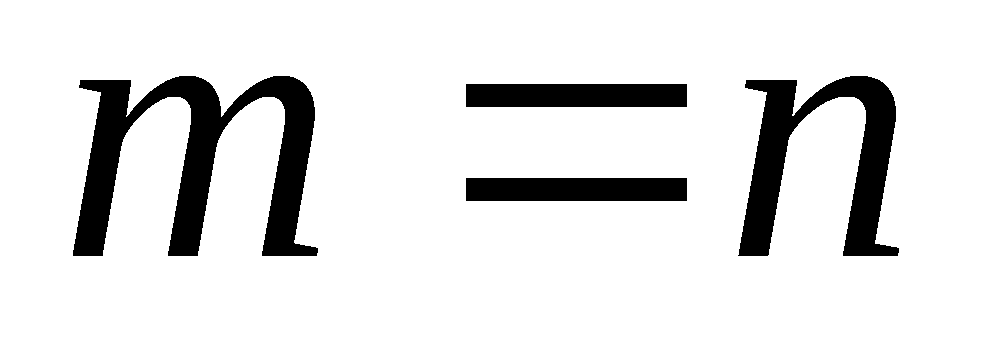 m = n